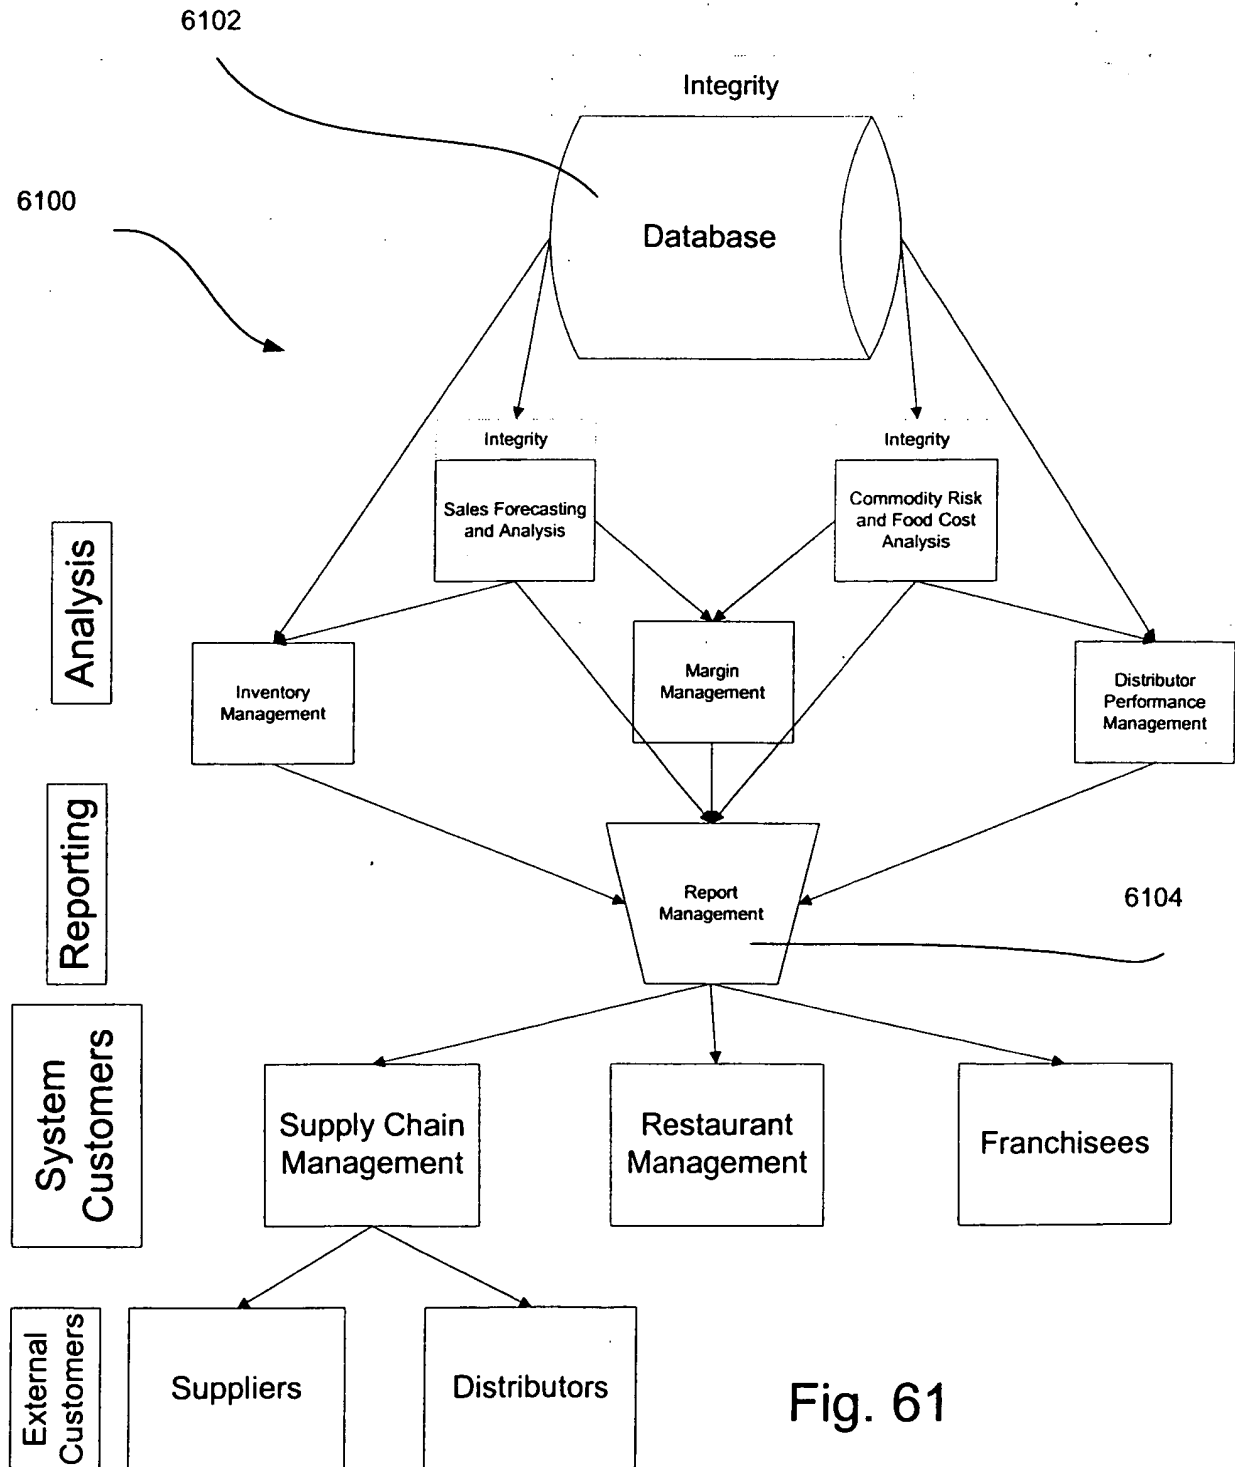 6102
Integrity
6100
Database
Integrity
Integrity
Sales Forecasting
and Analysis
Commodity Risk
and Food Cost
Analysis
Analysis
Inventory
Management
Margin
Management
Distributor
Performance
Management
Reporting
Report
Management
6104
System
Customers
Supply Chain
Management
Restaurant
Management
Franchisees
External
Customers
Suppliers
Distributors
Fig. 61